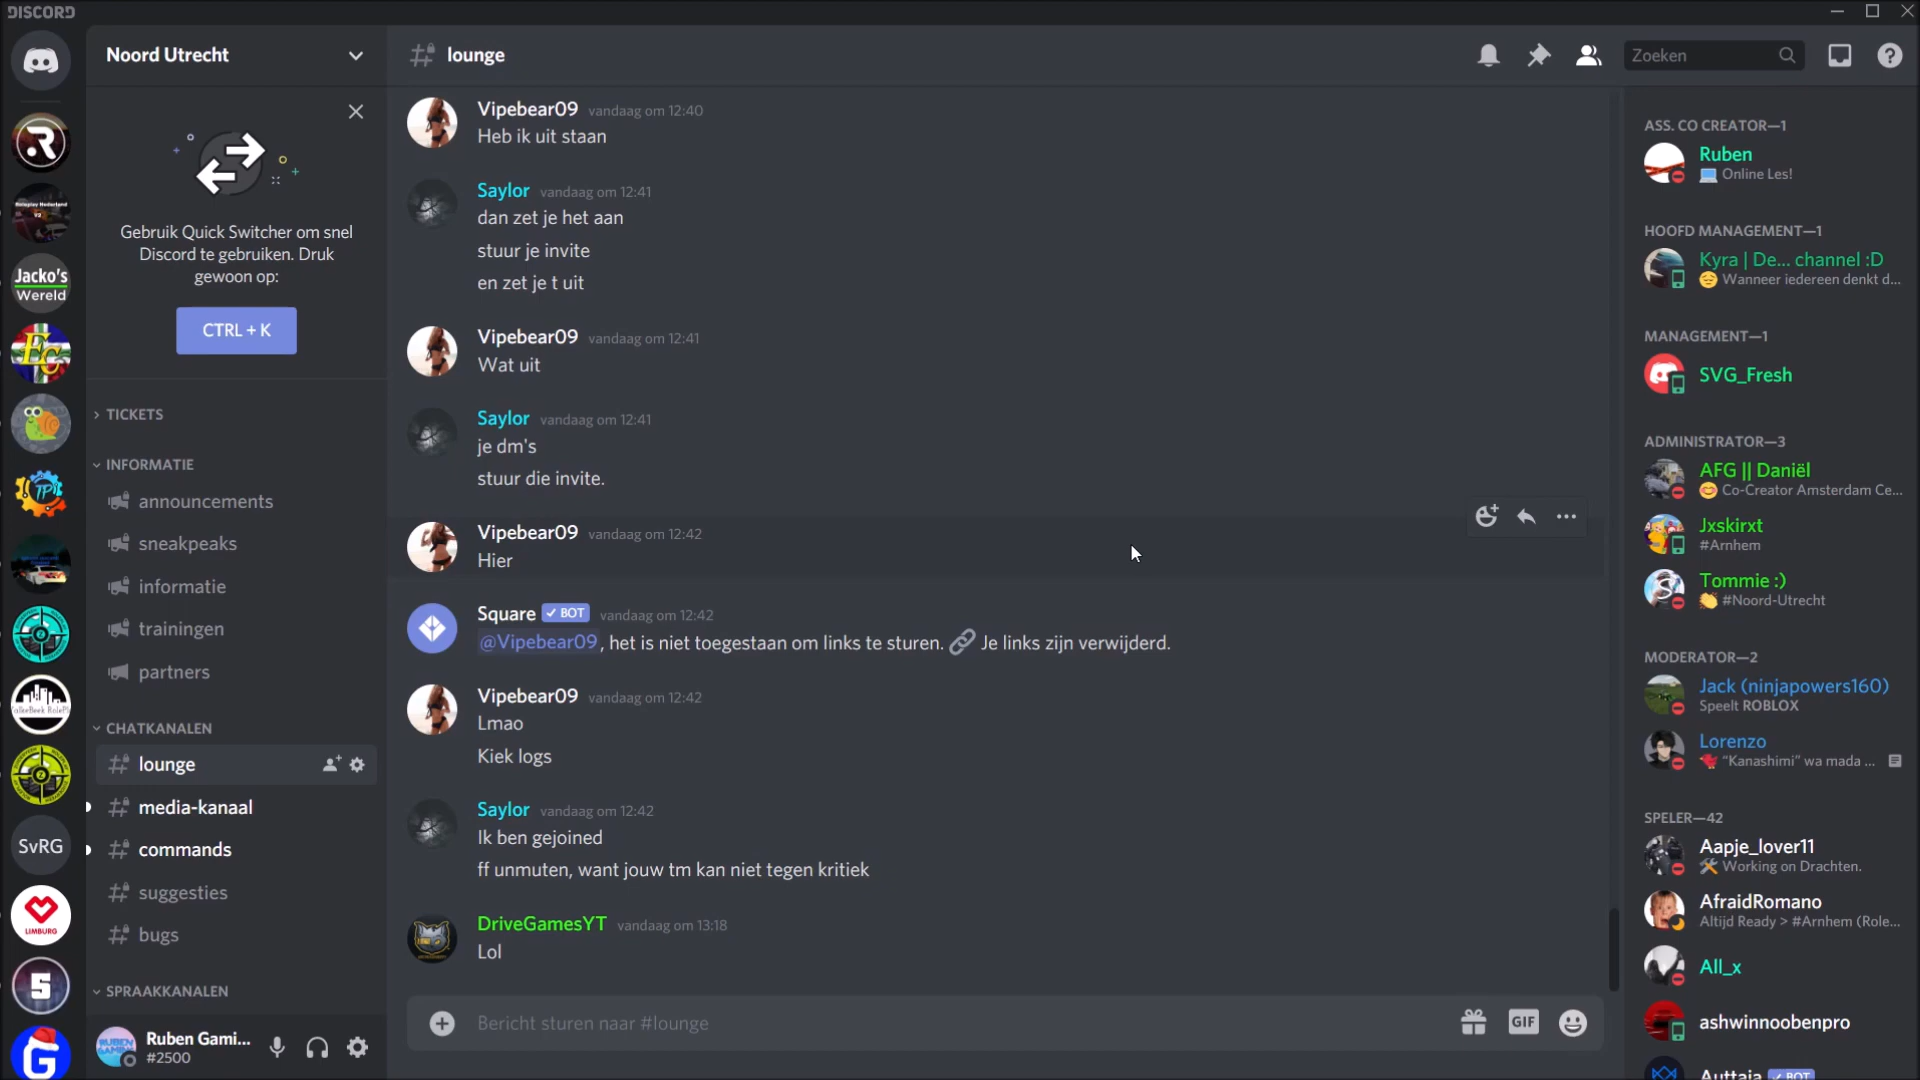 DISCORD
Noord Utrecht
lounge
Zoeken
Jacko's
Wereld
SvRG
LIMBURG
Gebruik Quick Switcher om snel
Discord te gebruiken. Druk
gewoon op:
CTRL + K
TICKETS
INFORMATIE
announcements
sneakpeaks
informatie
trainingen
partners
CHATKANALEN
lounge
media-kanaal
commands
suggesties
bugs
SPRAAKKANALEN
Ruben Gami...
#2500
Vipebear09 vandaag om 12:40
Heb ik uit staan
Saylor vandaag om 12:41
dan zet je het aan
stuur je invite
en zet je t uit
Vipebear09 vandaag om 12:41
Wat uit
Saylor vandaag om 12:41
je dm's
stuur die invite.
Vipebear09 vandaag om 12:42
Hier
Square BOT vandaag om 12:42
@Vipebear09, het is niet toegestaan om links te sturen. 🔗 Je links zijn verwijderd.
Vipebear09 vandaag om 12:42
Lmao
Kiek logs
Saylor vandaag om 12:42
Ik ben gejoined
ff unmuten, want jouw tm kan niet tegen kritiek
DriveGamesYT vandaag om 13:18
Lol
Bericht sturen naar #lounge
GIF
ASS. CO CREATOR—1
Ruben
Online Les!
HOOFD MANAGEMENT—1
Kyra | De... channel :D
Wanneer iedereen denkt d...
MANAGEMENT—1
SVG_Fresh
ADMINISTRATOR—3
AFG || Daniël
Co-Creator Amsterdam Ce...
Jxskirxt
#Arnhem
Tommie :)
#Noord-Utrecht
MODERATOR—2
Jack (ninjapowers160)
Speelt ROBLOX
Lorenzo
“Kanashimi” wa mada ...
SPELER—42
Aapje_lover11
Working on Drachten.
AfraidRomano
Altijd Ready > #Arnhem (Role...
All_x
ashwinnoobenpro
Auttaja BOT